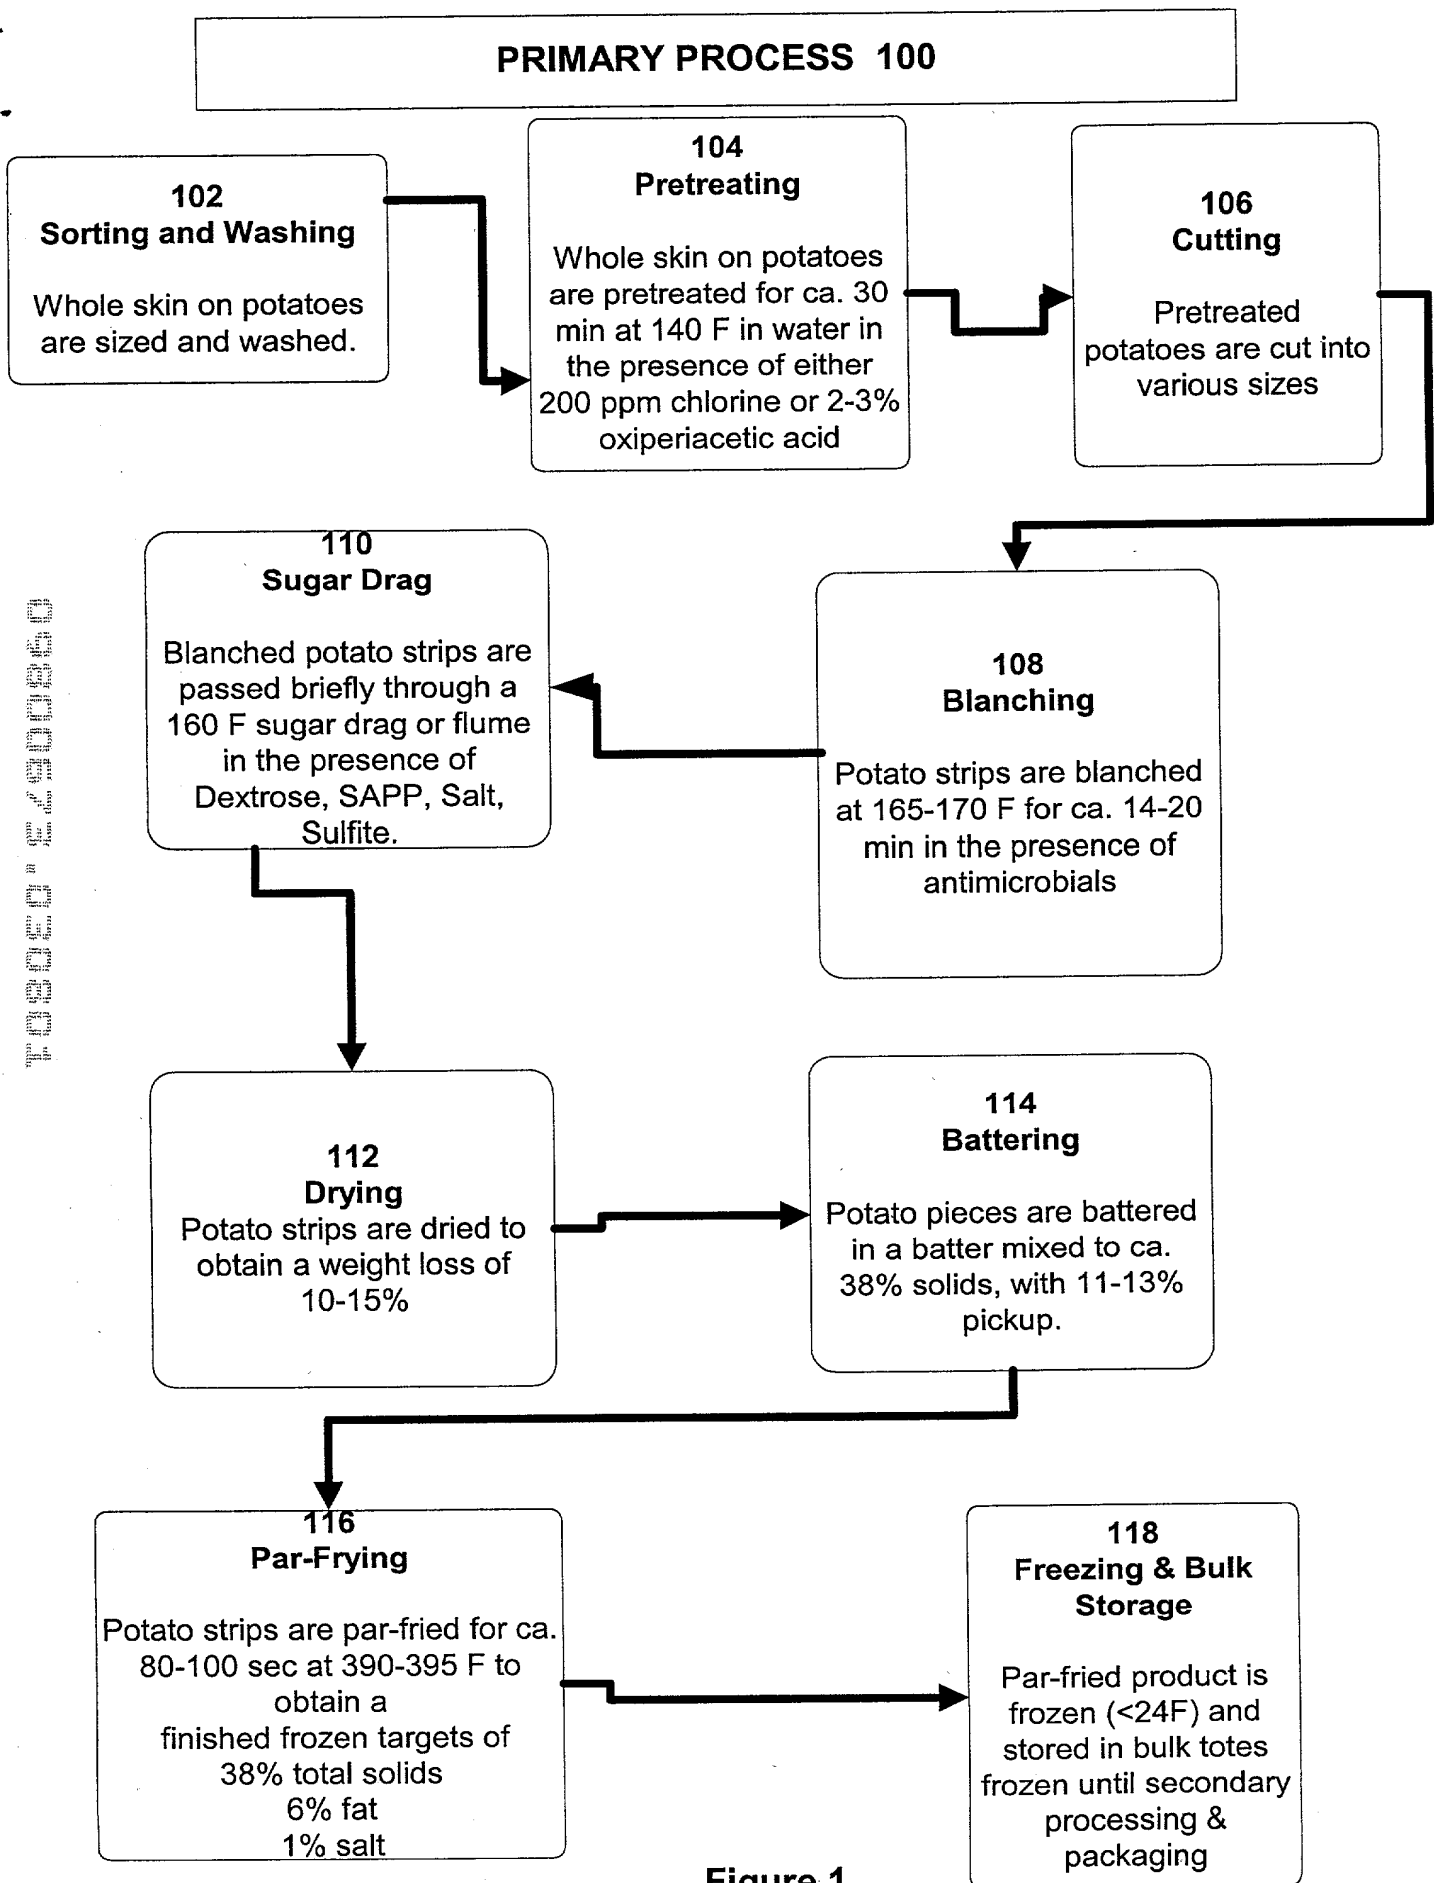 PRIMARY PROCESS 100
102
Sorting and Washing
Whole skin on potatoes
are sized and washed.
104
Pretreating
Whole skin on potatoes
are pretreated for ca. 30
min at 140 F in water in
the presence of either
200 ppm chlorine or 2-3%
oxiperiacetic acid
106
Cutting
Pretreated
potatoes are cut into
various sizes
108
Blanching
Potato strips are blanched
at 165-170 F for ca. 14-20
min in the presence of
antimicrobials
110
Sugar Drag
Blanched potato strips are
passed briefly through a
160 F sugar drag or flume
in the presence of
Dextrose, SAPP, Salt,
Sulfite.
112
Drying
Potato strips are dried to
obtain a weight loss of
10-15%
114
Battering
Potato pieces are battered
in a batter mixed to ca.
38% solids, with 11-13%
pickup.
116
Par-Frying
Potato strips are par-fried for ca.
80-100 sec at 390-395 F to
obtain a
finished frozen targets of
38% total solids
6% fat
1% salt
118
Freezing & Bulk
Storage
Par-fried product is
frozen (<24F) and
stored in bulk totes
frozen until secondary
processing &
packaging
Figure 1